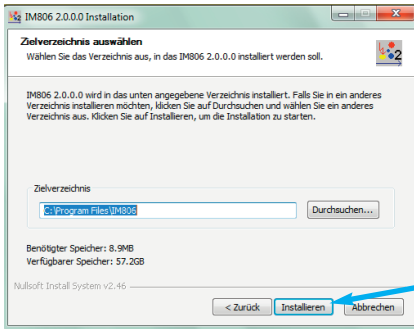 IM806 2.0.0.0 Installation
Zielverzeichnis auswählen
Wählen Sie das Verzeichnis aus, in das IM806 2.0.0.0 installiert werden soll.
2
IM806 2.0.0.0 wird in das unten angegebene Verzeichnis installiert. Falls Sie in ein anderes
Verzeichnis installieren möchten, klicken Sie auf Durchsuchen und wählen Sie ein anderes
Verzeichnis aus. Klicken Sie auf Installieren, um die Installation zu starten.
Zielverzeichnis
C:\Program Files\IM806
Durchsuchen...
Benötigter Speicher: 8.9MB
Verfügbarer Speicher: 57.2GB
Nullsoft Install System v2.46
< Zurück Installieren Abbrechen